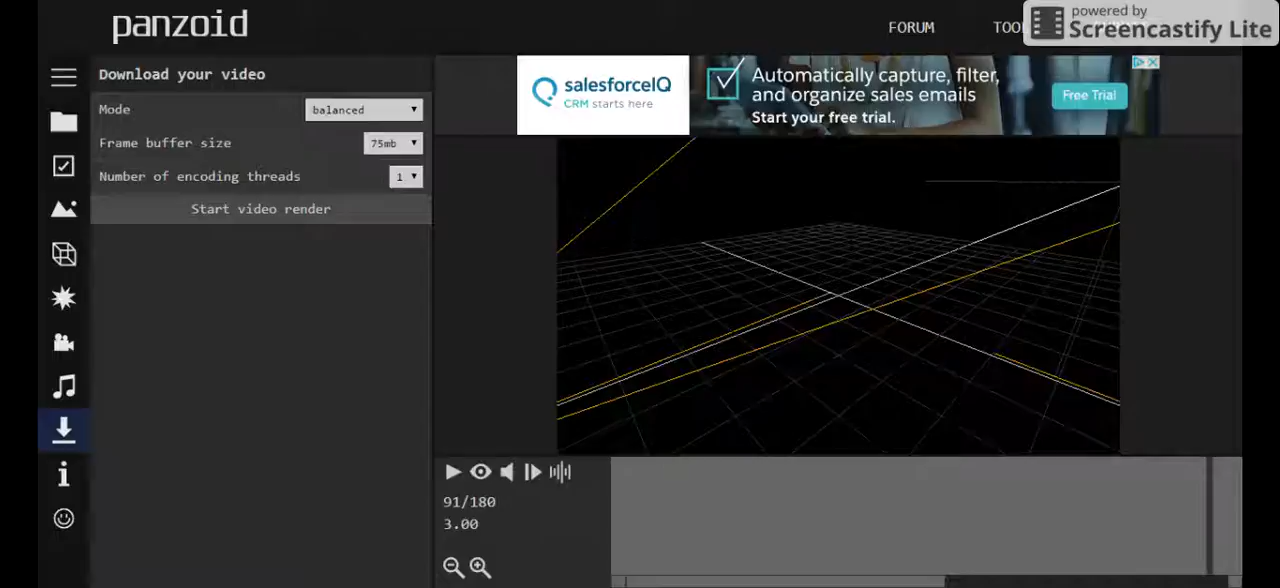 panzoid
FORUM
TOO
powered by
Screencastify Lite
Download your video
Mode
balanced
Frame buffer size
75mb
Number of encoding threads
1
Start video render
salesforceIQ
CRM starts here
Automatically capture, filter,
and organize sales emails
Start your free trial.
Free Trial
91/180
3.00